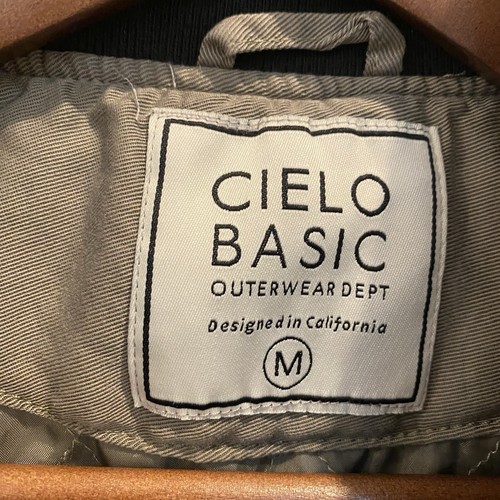 CIELO
BASIC
OUTERWEAR DEPT
Designed in California
M